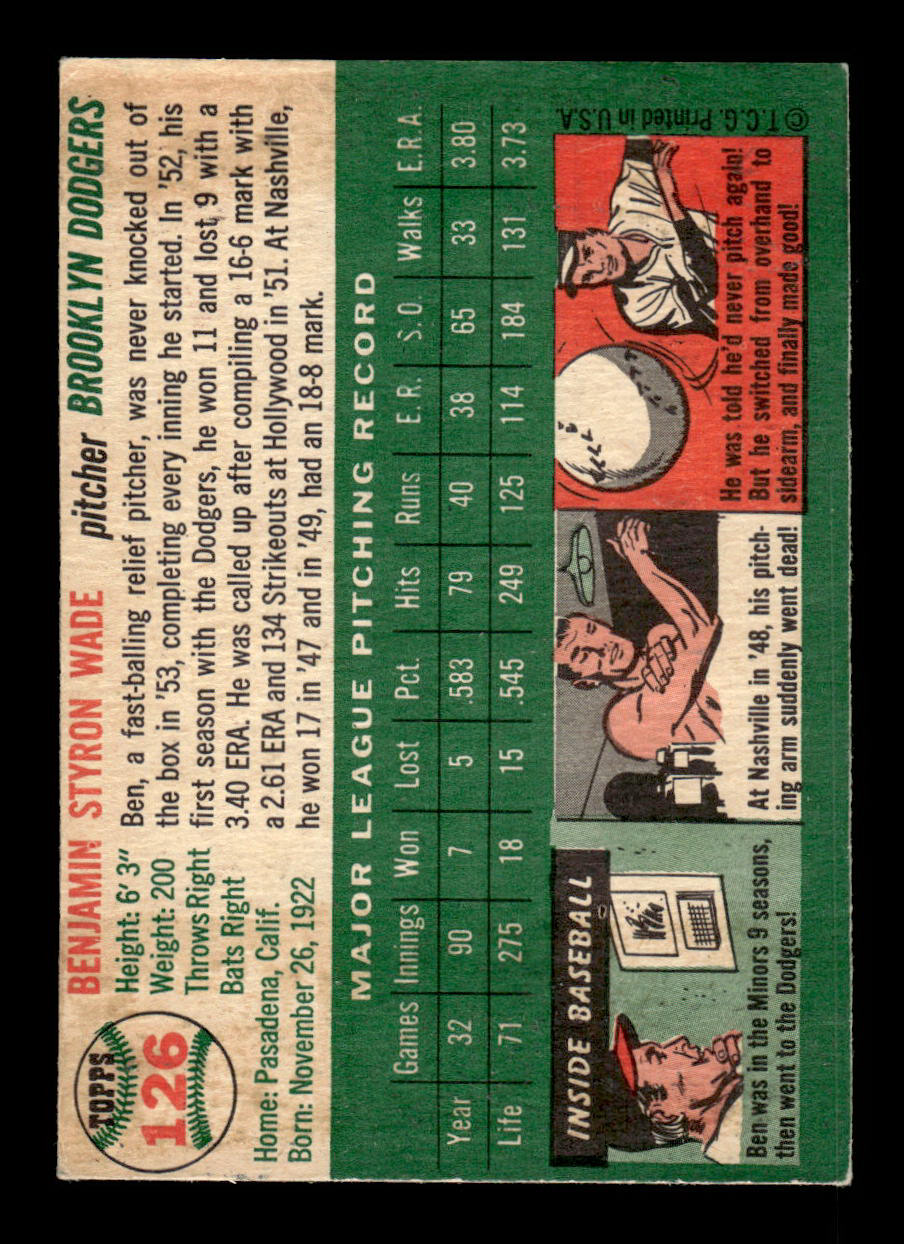 TOPPS
126
BENJAMIN STYRON WADE pitcher BROOKLYN DODGERS
Height: 6' 3"
Weight: 200
Throws Right
Bats Right
Home: Pasadena, Calif.
Born: November 26, 1922
Ben, a fast-balling relief pitcher, was never knocked out of
the box in '53, completing every inning he started. In '52, his
first season with the Dodgers, he won 11 and lost 9 with a
3.40 ERA. He was called up after compiling a 16-6 mark with
a 2.61 ERA and 134 Strikeouts at Hollywood in '51. At Nashville,
he won 17 in '47 and in '49, had an 18-8 mark.
MAJOR LEAGUE PITCHING RECORD
Games Innings Won Lost Pct. Hits Runs E. R. S. O. Walks E. R. A.
Year 32 90 7 5 .583 79 40 38 65 33 3.80
Life 71 275 18 15 .545 249 125 114 184 131 3.73
INSIDE BASEBALL
Ben was in the Minors 9 seasons,
then went to the Dodgers!
At Nashville in '48, his pitch-
ing arm suddenly went dead!
He was told he'd never pitch again!
But he switched from overhand to
sidearm, and finally made good!
© T.C.G. Printed in U.S.A.